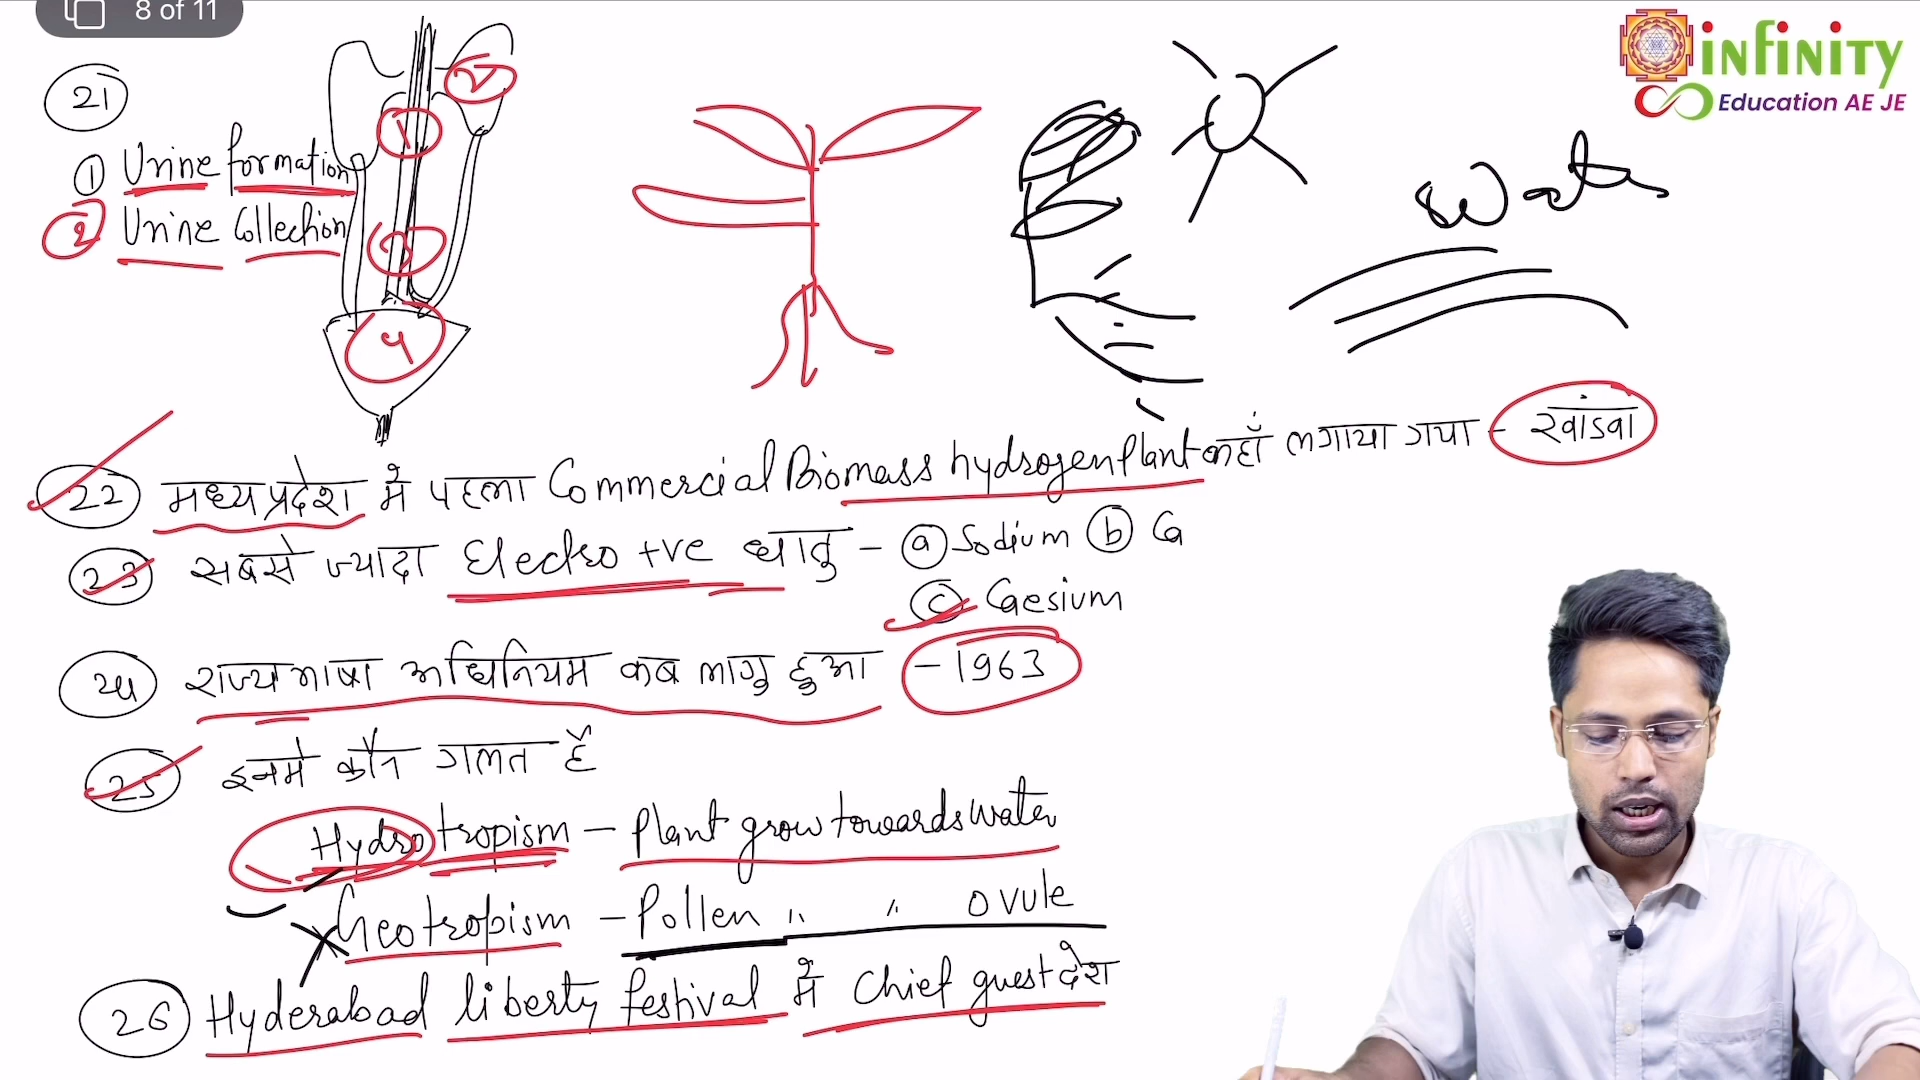 8 of 11
infinity
Education AE JE
21
1 Urine formation
2 Urine Collection
1
2
3
4
Water
22 मध्यप्रदेश में पहला Commercial Biomass hydrogen Plant कहाँ लगाया गया - खांडवा
23 सबसे ज्यादा Electro +ve धातु - a Sodium b Ca
c Caesium
24 राज्यभाषा अधिनियम कब लागु हुआ - 1963
25 इनमे कौन गलत है
Hydrotropism - Plant grow towards water
Geotropism - Pollen " " ovule
26 Hyderabad liberty festival में Chief guest देश